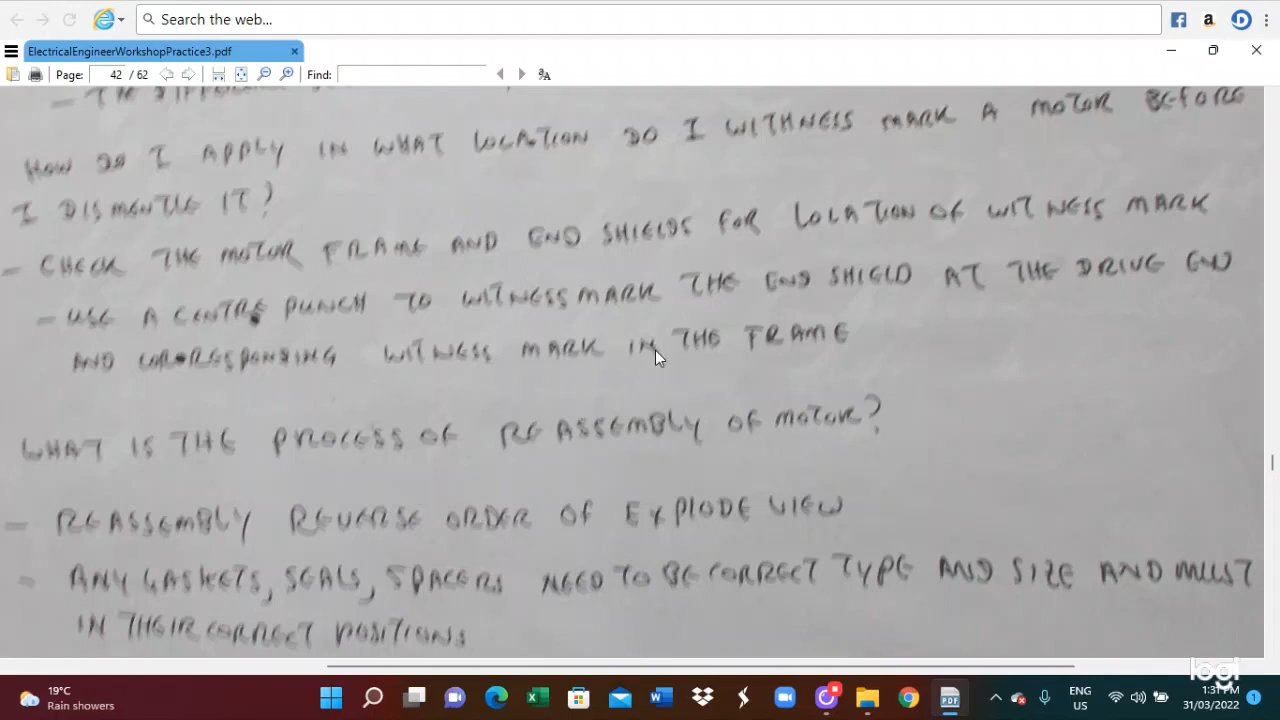 Search the web...
ElectricalEngineerWorkshopPractice3.pdf
Page: 42 / 62 Find:
- THE DIFFERENT
HOW DO I APPLY IN WHAT LOCATION DO I WITHNESS MARK A MOTOR BEFORE
I DISMANTLE IT?
- CHECK THE MOTOR FRAME AND END SHIELDS FOR LOCATION OF WITNESS MARK
- USE A CENTRE PUNCH TO WITNESS MARK THE END SHIELD AT THE DRIVE END
AND CORRESPONDING WITNESS MARK IN THE FRAME
WHAT IS THE PROCESS OF REASSEMBLY OF MOTOR?
- REASSEMBLY REVERSE ORDER OF EXPLODE VIEW
- ANY GASKETS, SEALS, SPACERS NEED TO BE CORRECT TYPE AND SIZE AND MUST
IN THEIR CORRECT POSITIONS
logi
19°C
Rain showers
ENG
US
1:31 PM
31/03/2022